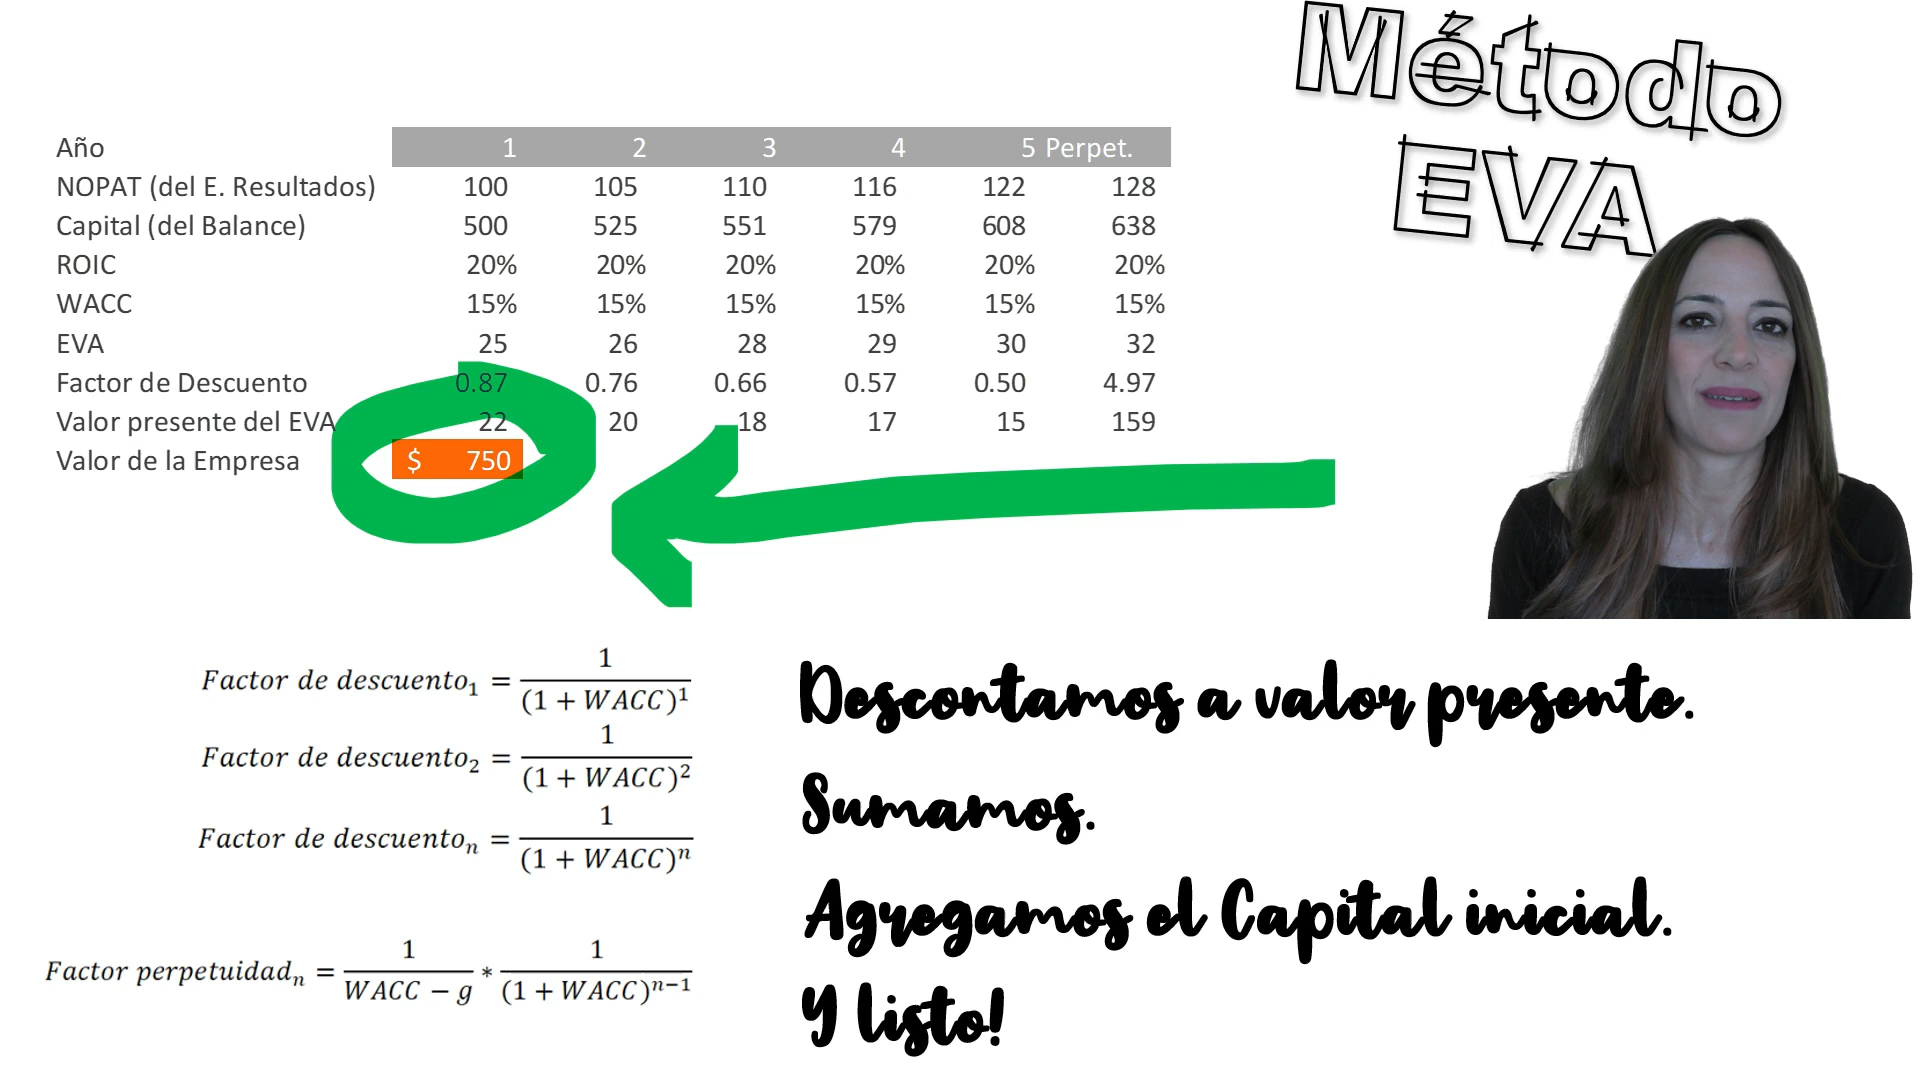 Método
EVA
Año 1 2 3 4 5 Perpet.
NOPAT (del E. Resultados) 100 105 110 116 122 128
Capital (del Balance) 500 525 551 579 608 638
ROIC 20% 20% 20% 20% 20% 20%
WACC 15% 15% 15% 15% 15% 15%
EVA 25 26 28 29 30 32
Factor de Descuento 0.87 0.76 0.66 0.57 0.50 4.97
Valor presente del EVA 22 20 18 17 15 159
Valor de la Empresa $ 750
Factor de descuento₁ = 1 / (1 + WACC)¹
Factor de descuento₂ = 1 / (1 + WACC)²
Factor de descuentoₙ = 1 / (1 + WACC)ⁿ
Factor perpetuidadₙ = 1 / (WACC − g) * 1 / (1 + WACC)ⁿ⁻¹
Descontamos a valor presente.
Sumamos.
Agregamos el Capital inicial.
Y listo!